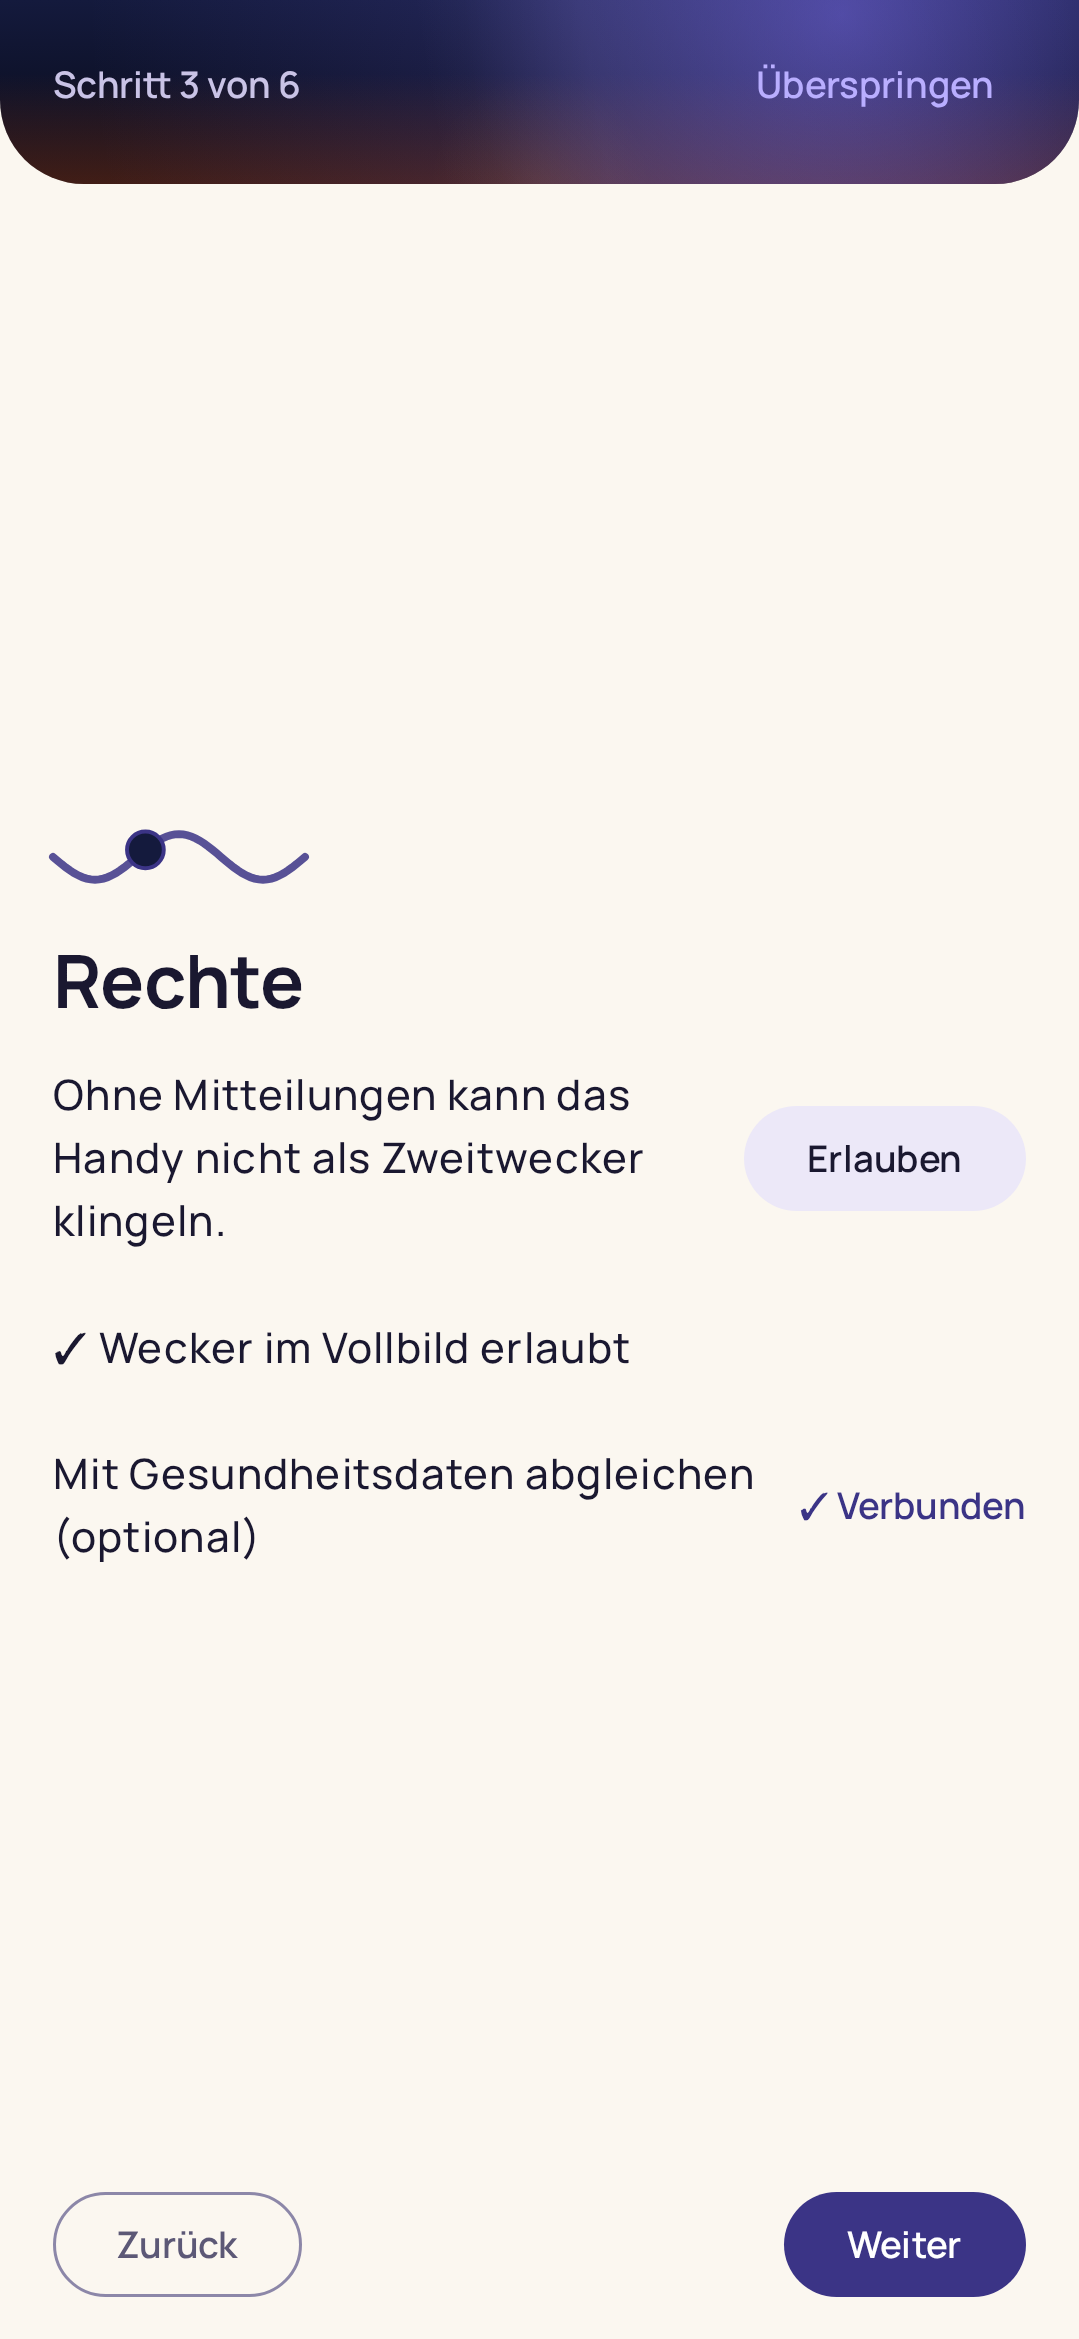 Schritt 3 von 6
Überspringen
Rechte
Ohne Mitteilungen kann das
Handy nicht als Zweitwecker
klingeln.
Erlauben
✓ Wecker im Vollbild erlaubt
Mit Gesundheitsdaten abgleichen
(optional)
✓ Verbunden
Zurück
Weiter